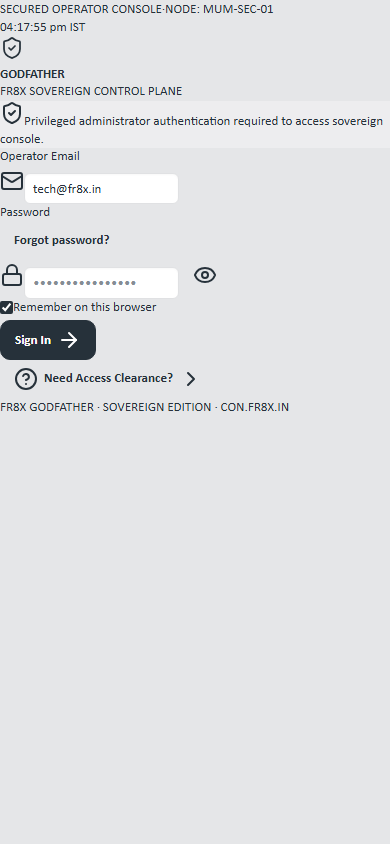 SECURED OPERATOR CONSOLE·NODE: MUM-SEC-01
04:17:55 pm IST
GODFATHER
FR8X SOVEREIGN CONTROL PLANE
Privileged administrator authentication required to access sovereign
console.
Operator Email
tech@fr8x.in
Password
Forgot password?
••••••••••••••••
Remember on this browser
Sign In
Need Access Clearance?
FR8X GODFATHER · SOVEREIGN EDITION · CON.FR8X.IN